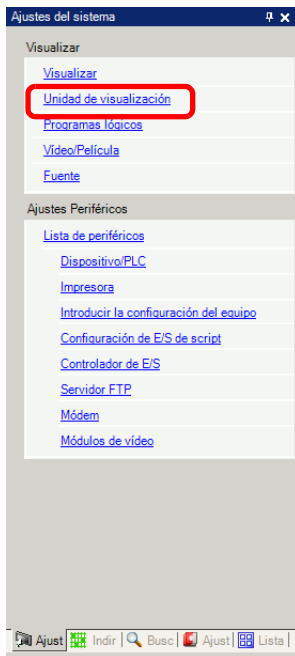 Ajustes del sistema
Visualizar
Visualizar
Unidad de visualización
Programas lógicos
Vídeo/Película
Fuente
Ajustes Periféricos
Lista de periféricos
Dispositivo/PLC
Impresora
Introducir la configuración del equipo
Configuración de E/S de script
Controlador de E/S
Servidor FTP
Módem
Módulos de vídeo
Ajust Indir Busc Ajust Lista